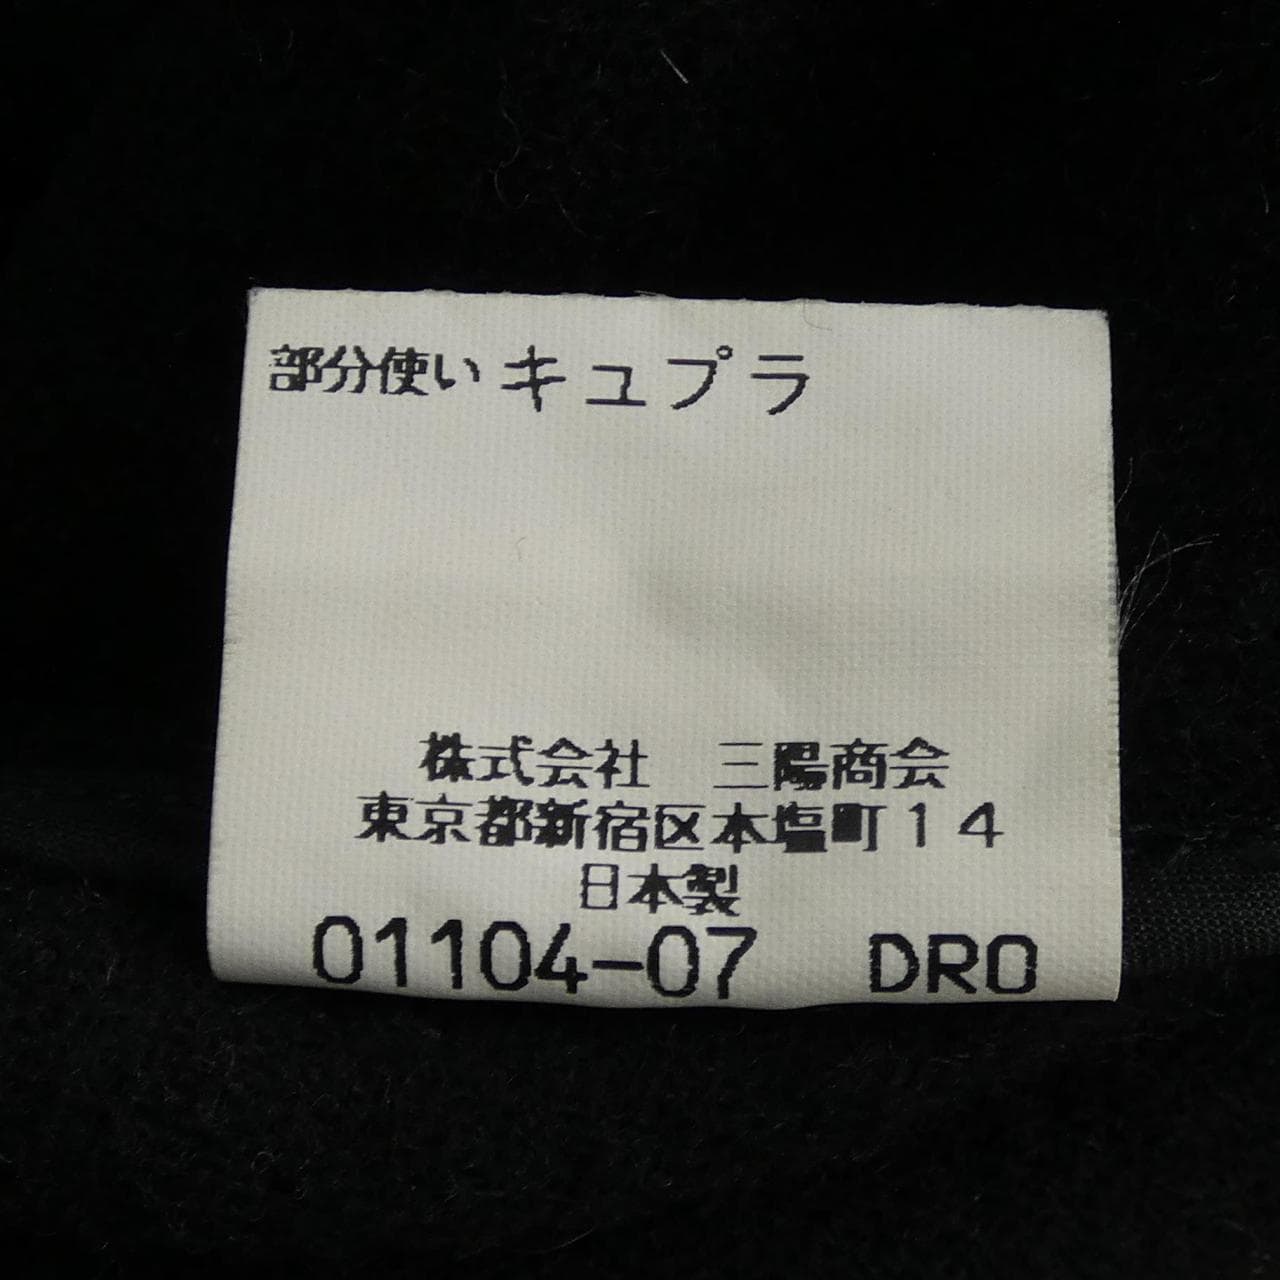 部分使い キュプラ
株式会社　三陽商会
東京都新宿区本塩町14
日本製
01104-07　DRO